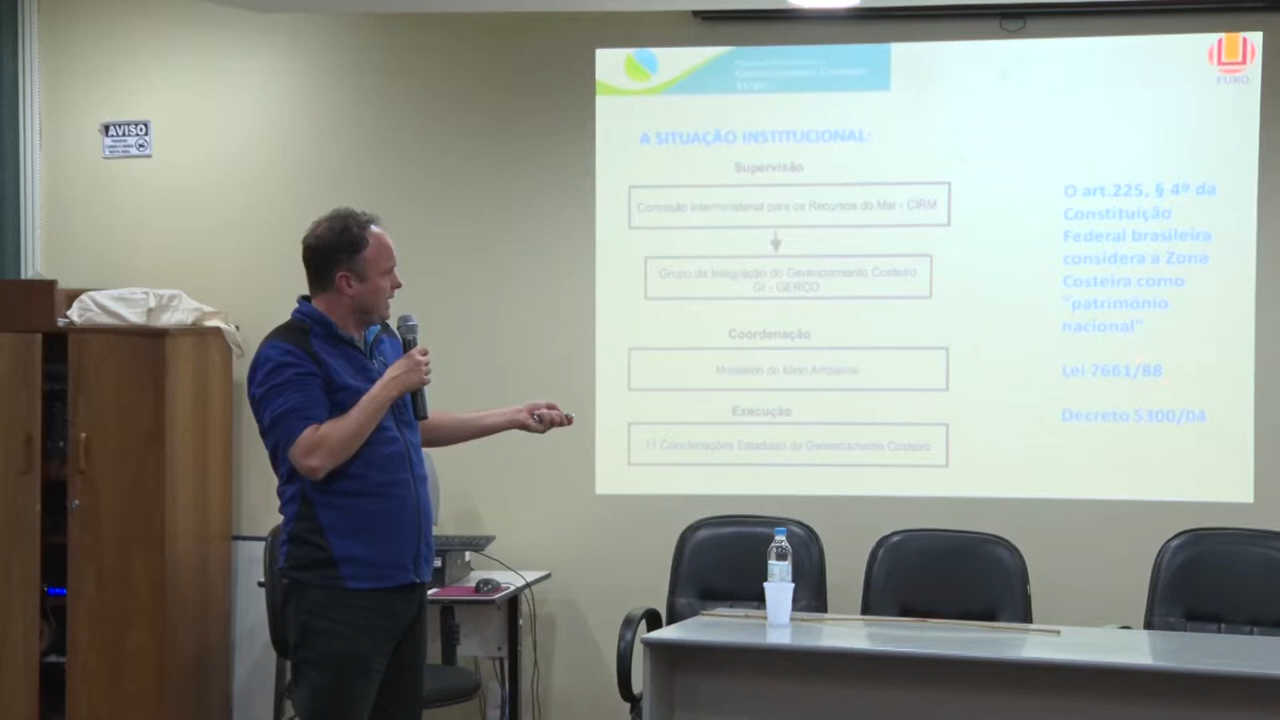 AVISO
Gerenciamento Costeiro
FURG
A SITUAÇÃO INSTITUCIONAL:
Supervisão
Comissão Interministerial para os Recursos do Mar - CIRM
Grupo de Integração do Gerenciamento Costeiro
GI - GERCO
Coordenação
Ministério do Meio Ambiente
Execução
17 Coordenações Estaduais de Gerenciamento Costeiro
O art.225, § 4º da
Constituição
Federal brasileira
considera a Zona
Costeira como
"patrimônio
nacional"
Lei 7661/88
Decreto 5300/04